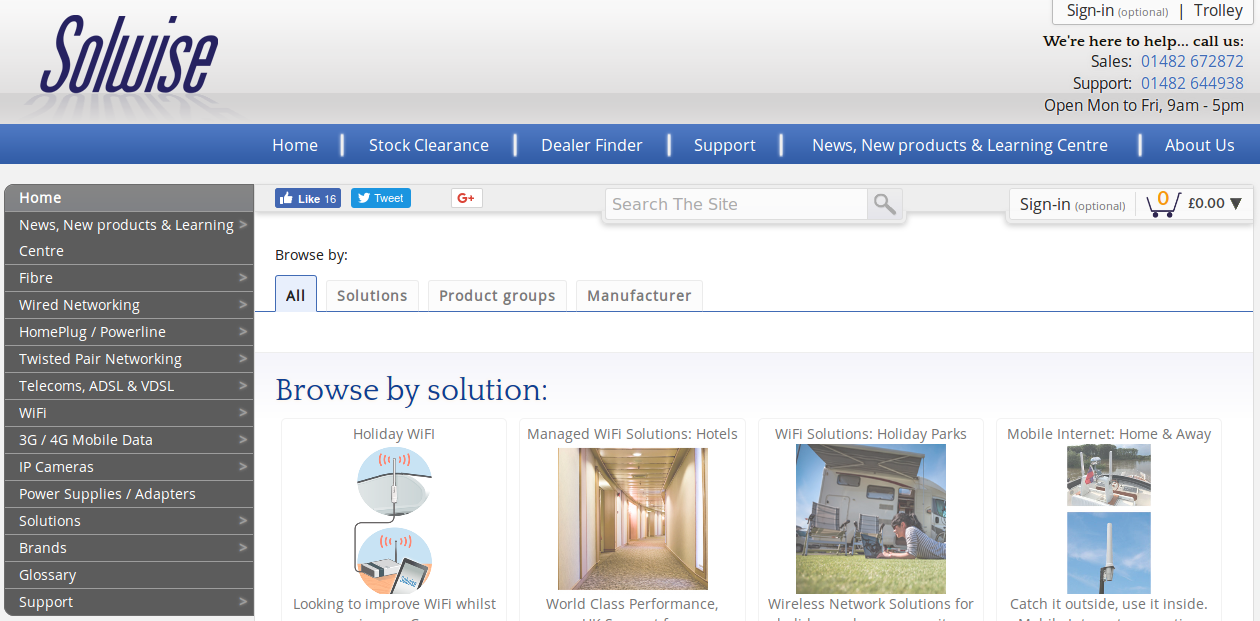 Solwise
Sign-in (optional) | Trolley
We're here to help... call us:
Sales: 01482 672872
Support: 01482 644938
Open Mon to Fri, 9am - 5pm
Home
Stock Clearance
Dealer Finder
Support
News, New products & Learning Centre
About Us
Home
News, New products & Learning >
Centre
Fibre >
Wired Networking >
HomePlug / Powerline >
Twisted Pair Networking >
Telecoms, ADSL & VDSL >
WiFi >
3G / 4G Mobile Data >
IP Cameras >
Power Supplies / Adapters
Solutions >
Brands >
Glossary
Support >
Like 16
Tweet
G+
Search The Site
Sign-in (optional)
0
£0.00 ▼
Browse by:
All
Solutions
Product groups
Manufacturer
Browse by solution:
Holiday WiFI
Solwise
Looking to improve WiFi whilst
Managed WiFi Solutions: Hotels
World Class Performance,
WiFi Solutions: Holiday Parks
Wireless Network Solutions for
Mobile Internet: Home & Away
Catch it outside, use it inside.